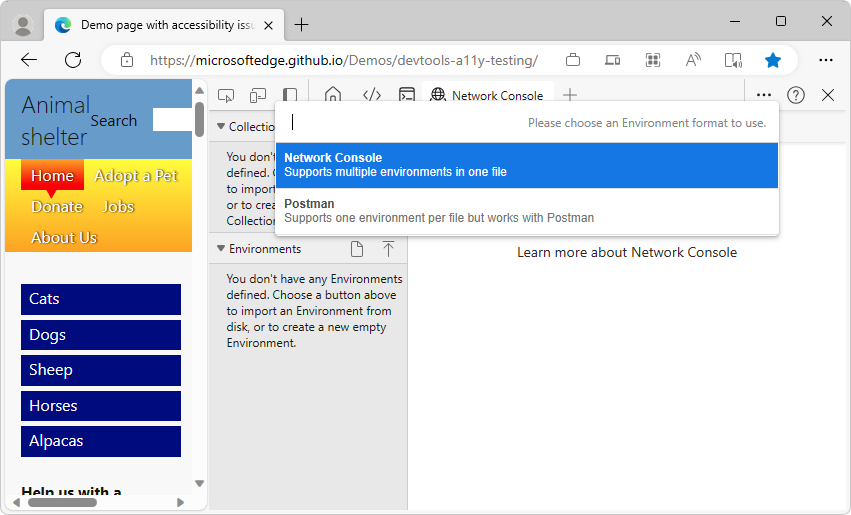 Demo page with accessibility issu
https://microsoftedge.github.io/Demos/devtools-a11y-testing/
Animal
shelter
Search
Home
Adopt a Pet
Donate
Jobs
About Us
Cats
Dogs
Sheep
Horses
Alpacas
Help us with a
Network Console
Please choose an Environment format to use.
Network Console
Supports multiple environments in one file
Postman
Supports one environment per file but works with Postman
Collectio
You don't
defined. C
to import
or to crea
Collection
Environments
You don't have any Environments
defined. Choose a button above
to import an Environment from
disk, or to create a new empty
Environment.
Learn more about Network Console